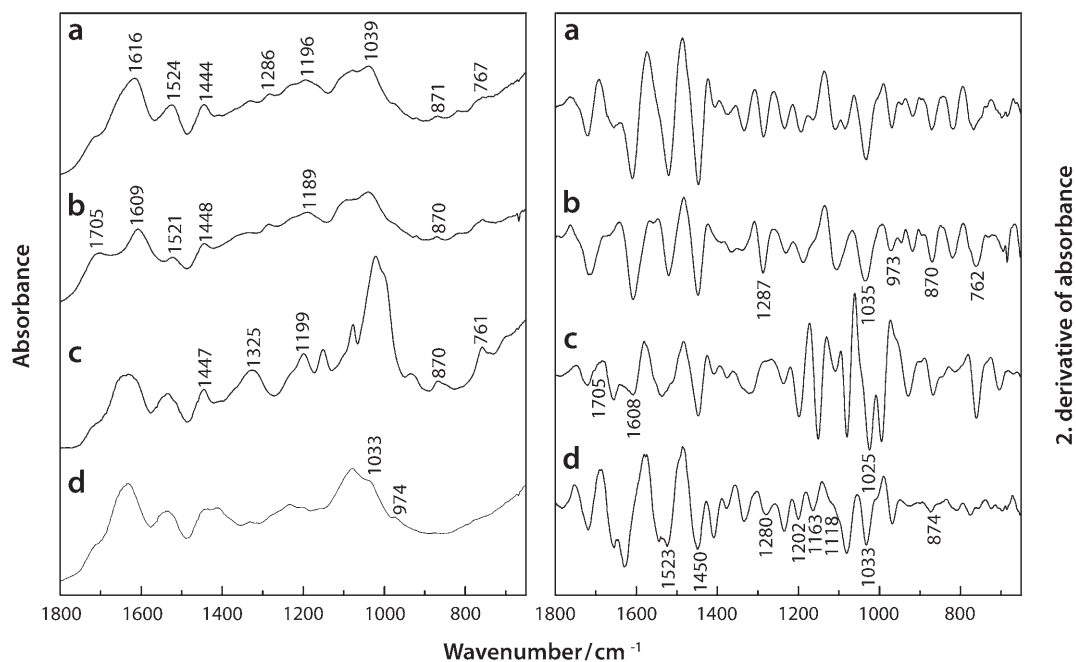 a
1616
1524
1444
1286
1196
1039
871
767
b
1705
1609
1521
1448
1189
870
c
1447
1325
1199
870
761
d
1033
974
1800 1600 1400 1200 1000 800
Absorbance
a
b
1287
1035
973
870
762
c
1705
1608
1025
d
1523
1450
1280
1202
1163
1118
1033
874
1800 1600 1400 1200 1000 800
2. derivative of absorbance
Wavenumber/cm -1